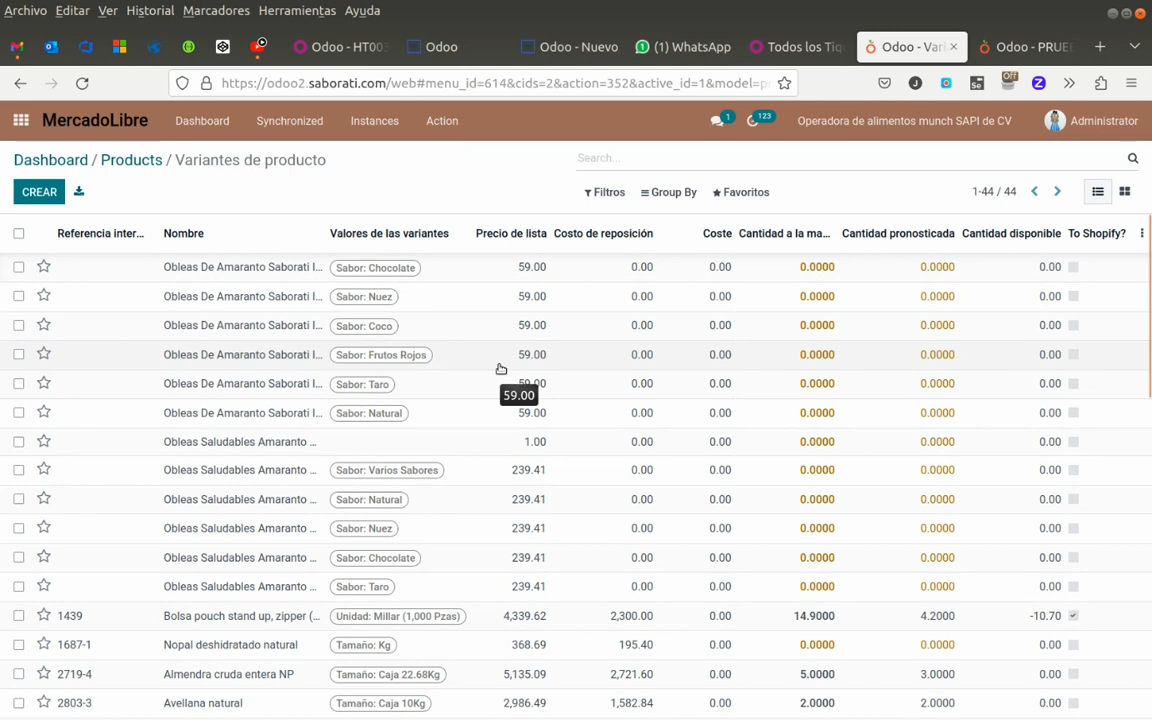 Archivo Editar Ver Historial Marcadores Herramientas Ayuda
Odoo - HT003 Odoo Odoo - Nuevo (1) WhatsApp Todos los Tiq Odoo - Vari Odoo - PRUE
https://odoo2.saborati.com/web#menu_id=614&cids=2&action=352&active_id=1&model=p
Off
MercadoLibre Dashboard Synchronized Instances Action 1 123 Operadora de alimentos munch SAPI de CV Administrator
Dashboard / Products / Variantes de producto Search...
CREAR Filtros Group By Favoritos 1-44 / 44
Referencia inter... Nombre Valores de las variantes Precio de lista Costo de reposición Coste Cantidad a la ma... Cantidad pronosticada Cantidad disponible To Shopify?
Obleas De Amaranto Saborati I... Sabor: Chocolate 59.00 0.00 0.00 0.0000 0.0000 0.00
Obleas De Amaranto Saborati I... Sabor: Nuez 59.00 0.00 0.00 0.0000 0.0000 0.00
Obleas De Amaranto Saborati I... Sabor: Coco 59.00 0.00 0.00 0.0000 0.0000 0.00
Obleas De Amaranto Saborati I... Sabor: Frutos Rojos 59.00 0.00 0.00 0.0000 0.0000 0.00
Obleas De Amaranto Saborati I... Sabor: Taro 59.00 0.00 0.00 0.0000 0.0000 0.00
59.00
Obleas De Amaranto Saborati I... Sabor: Natural 59.00 0.00 0.00 0.0000 0.0000 0.00
Obleas Saludables Amaranto ... 1.00 0.00 0.00 0.0000 0.0000 0.00
Obleas Saludables Amaranto ... Sabor: Varios Sabores 239.41 0.00 0.00 0.0000 0.0000 0.00
Obleas Saludables Amaranto ... Sabor: Natural 239.41 0.00 0.00 0.0000 0.0000 0.00
Obleas Saludables Amaranto ... Sabor: Nuez 239.41 0.00 0.00 0.0000 0.0000 0.00
Obleas Saludables Amaranto ... Sabor: Chocolate 239.41 0.00 0.00 0.0000 0.0000 0.00
Obleas Saludables Amaranto ... Sabor: Taro 239.41 0.00 0.00 0.0000 0.0000 0.00
1439 Bolsa pouch stand up, zipper (... Unidad: Millar (1,000 Pzas) 4,339.62 2,300.00 0.00 14.9000 4.2000 -10.70
1687-1 Nopal deshidratado natural Tamaño: Kg 368.69 195.40 0.00 0.0000 0.0000 0.00
2719-4 Almendra cruda entera NP Tamaño: Caja 22.68Kg 5,135.09 2,721.60 0.00 5.0000 3.0000 0.00
2803-3 Avellana natural Tamaño: Caja 10Kg 2,986.49 1,582.84 0.00 2.0000 2.0000 0.00